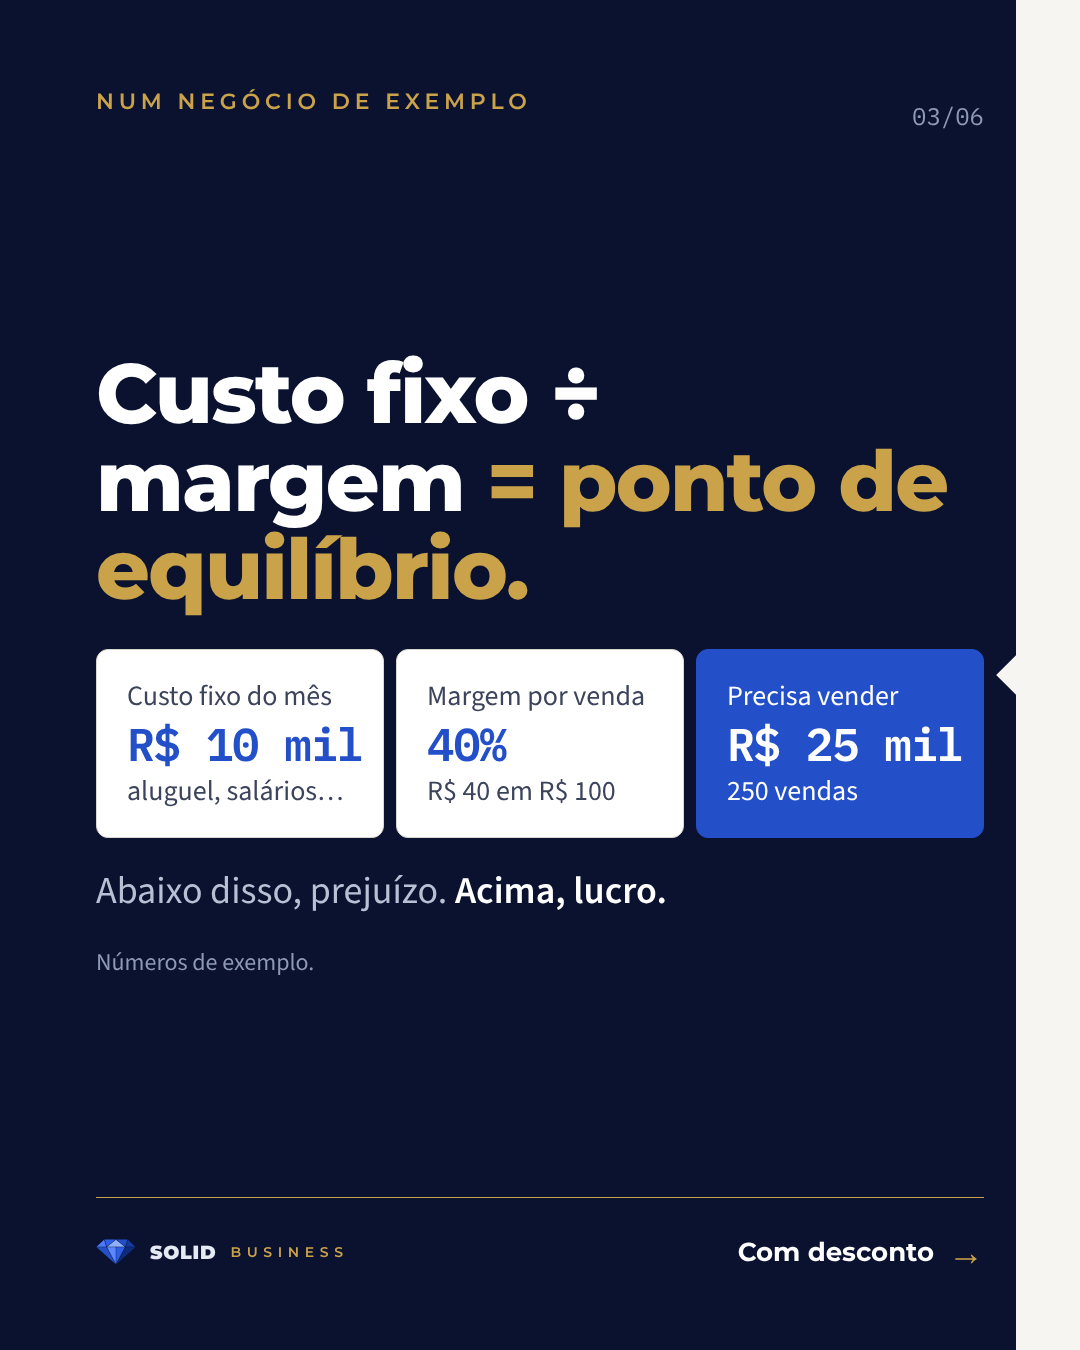 NUM NEGÓCIO DE EXEMPLO
03/06
Custo fixo ÷
margem = ponto de
equilíbrio.
Custo fixo do mês
R$ 10 mil
aluguel, salários…
Margem por venda
40%
R$ 40 em R$ 100
Precisa vender
R$ 25 mil
250 vendas
Abaixo disso, prejuízo. Acima, lucro.
Números de exemplo.
SOLID BUSINESS
Com desconto →